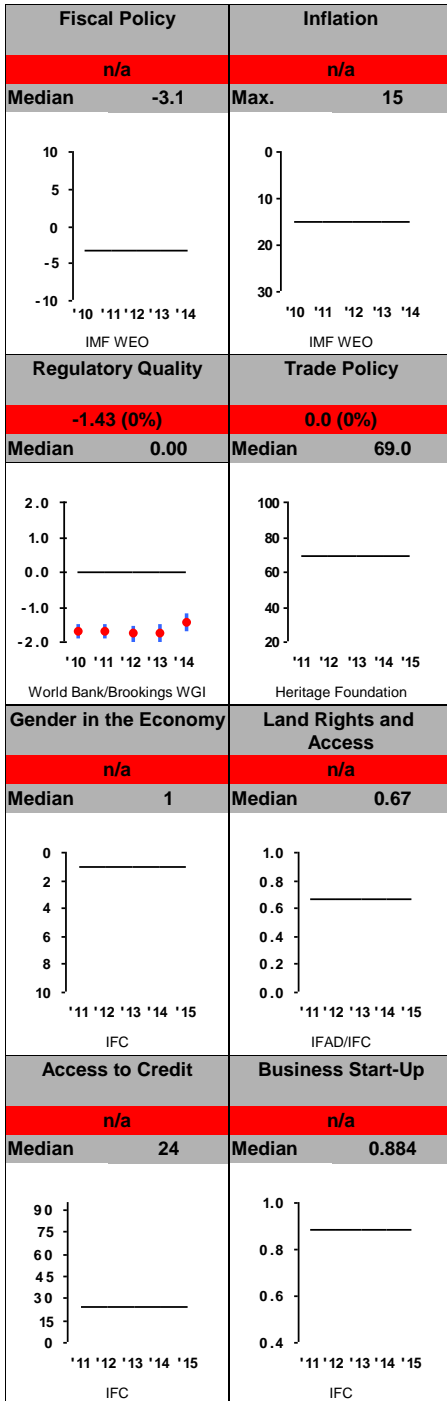 Fiscal Policy
n/a
Median -3.1
10
5
0
-5
-10
'10 '11 '12 '13 '14
IMF WEO
Inflation
n/a
Max. 15
0
10
20
30
'10 '11 '12 '13 '14
IMF WEO
Regulatory Quality
-1.43 (0%)
Median 0.00
2.0
1.0
0.0
-1.0
-2.0
'10 '11 '12 '13 '14
World Bank/Brookings WGI
Trade Policy
0.0 (0%)
Median 69.0
100
80
60
40
20
'11 '12 '13 '14 '15
Heritage Foundation
Gender in the Economy
n/a
Median 1
0
2
4
6
8
10
'11 '12 '13 '14 '15
IFC
Land Rights and
Access
n/a
Median 0.67
1.0
0.8
0.6
0.4
0.2
0.0
'11 '12 '13 '14 '15
IFAD/IFC
Access to Credit
n/a
Median 24
90
75
60
45
30
15
0
'11 '12 '13 '14 '15
IFC
Business Start-Up
n/a
Median 0.884
1.0
0.8
0.6
0.4
'11 '12 '13 '14 '15
IFC